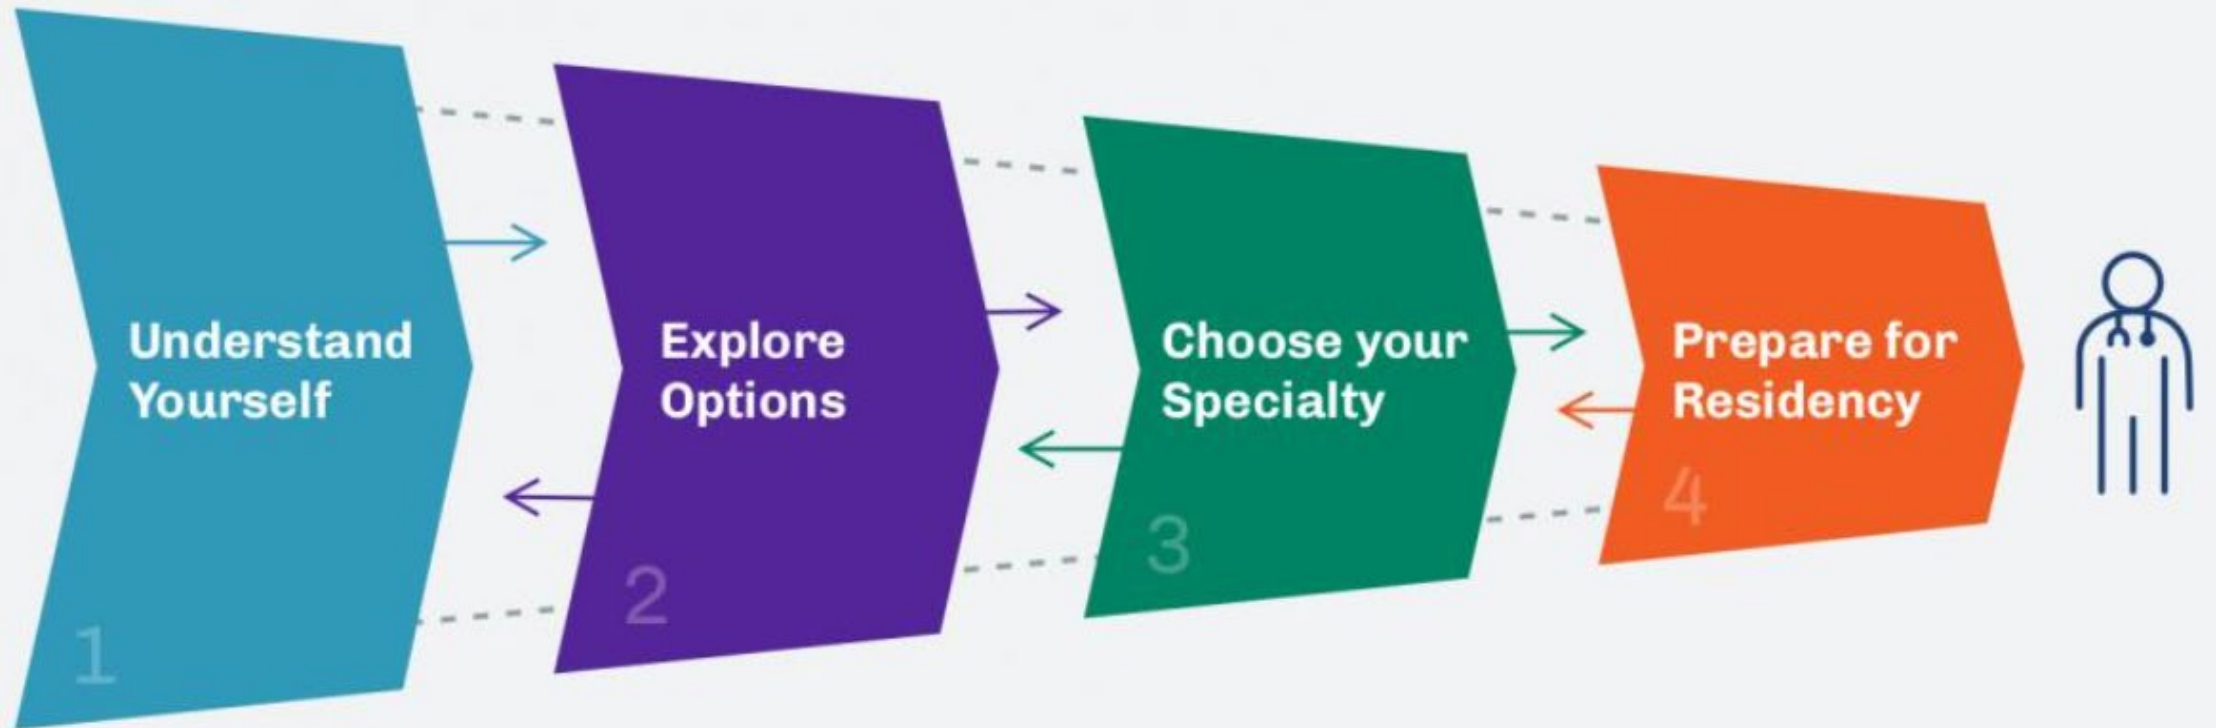 Understand
Yourself
1
Explore
Options
2
Choose your
Specialty
3
Prepare for
Residency
4